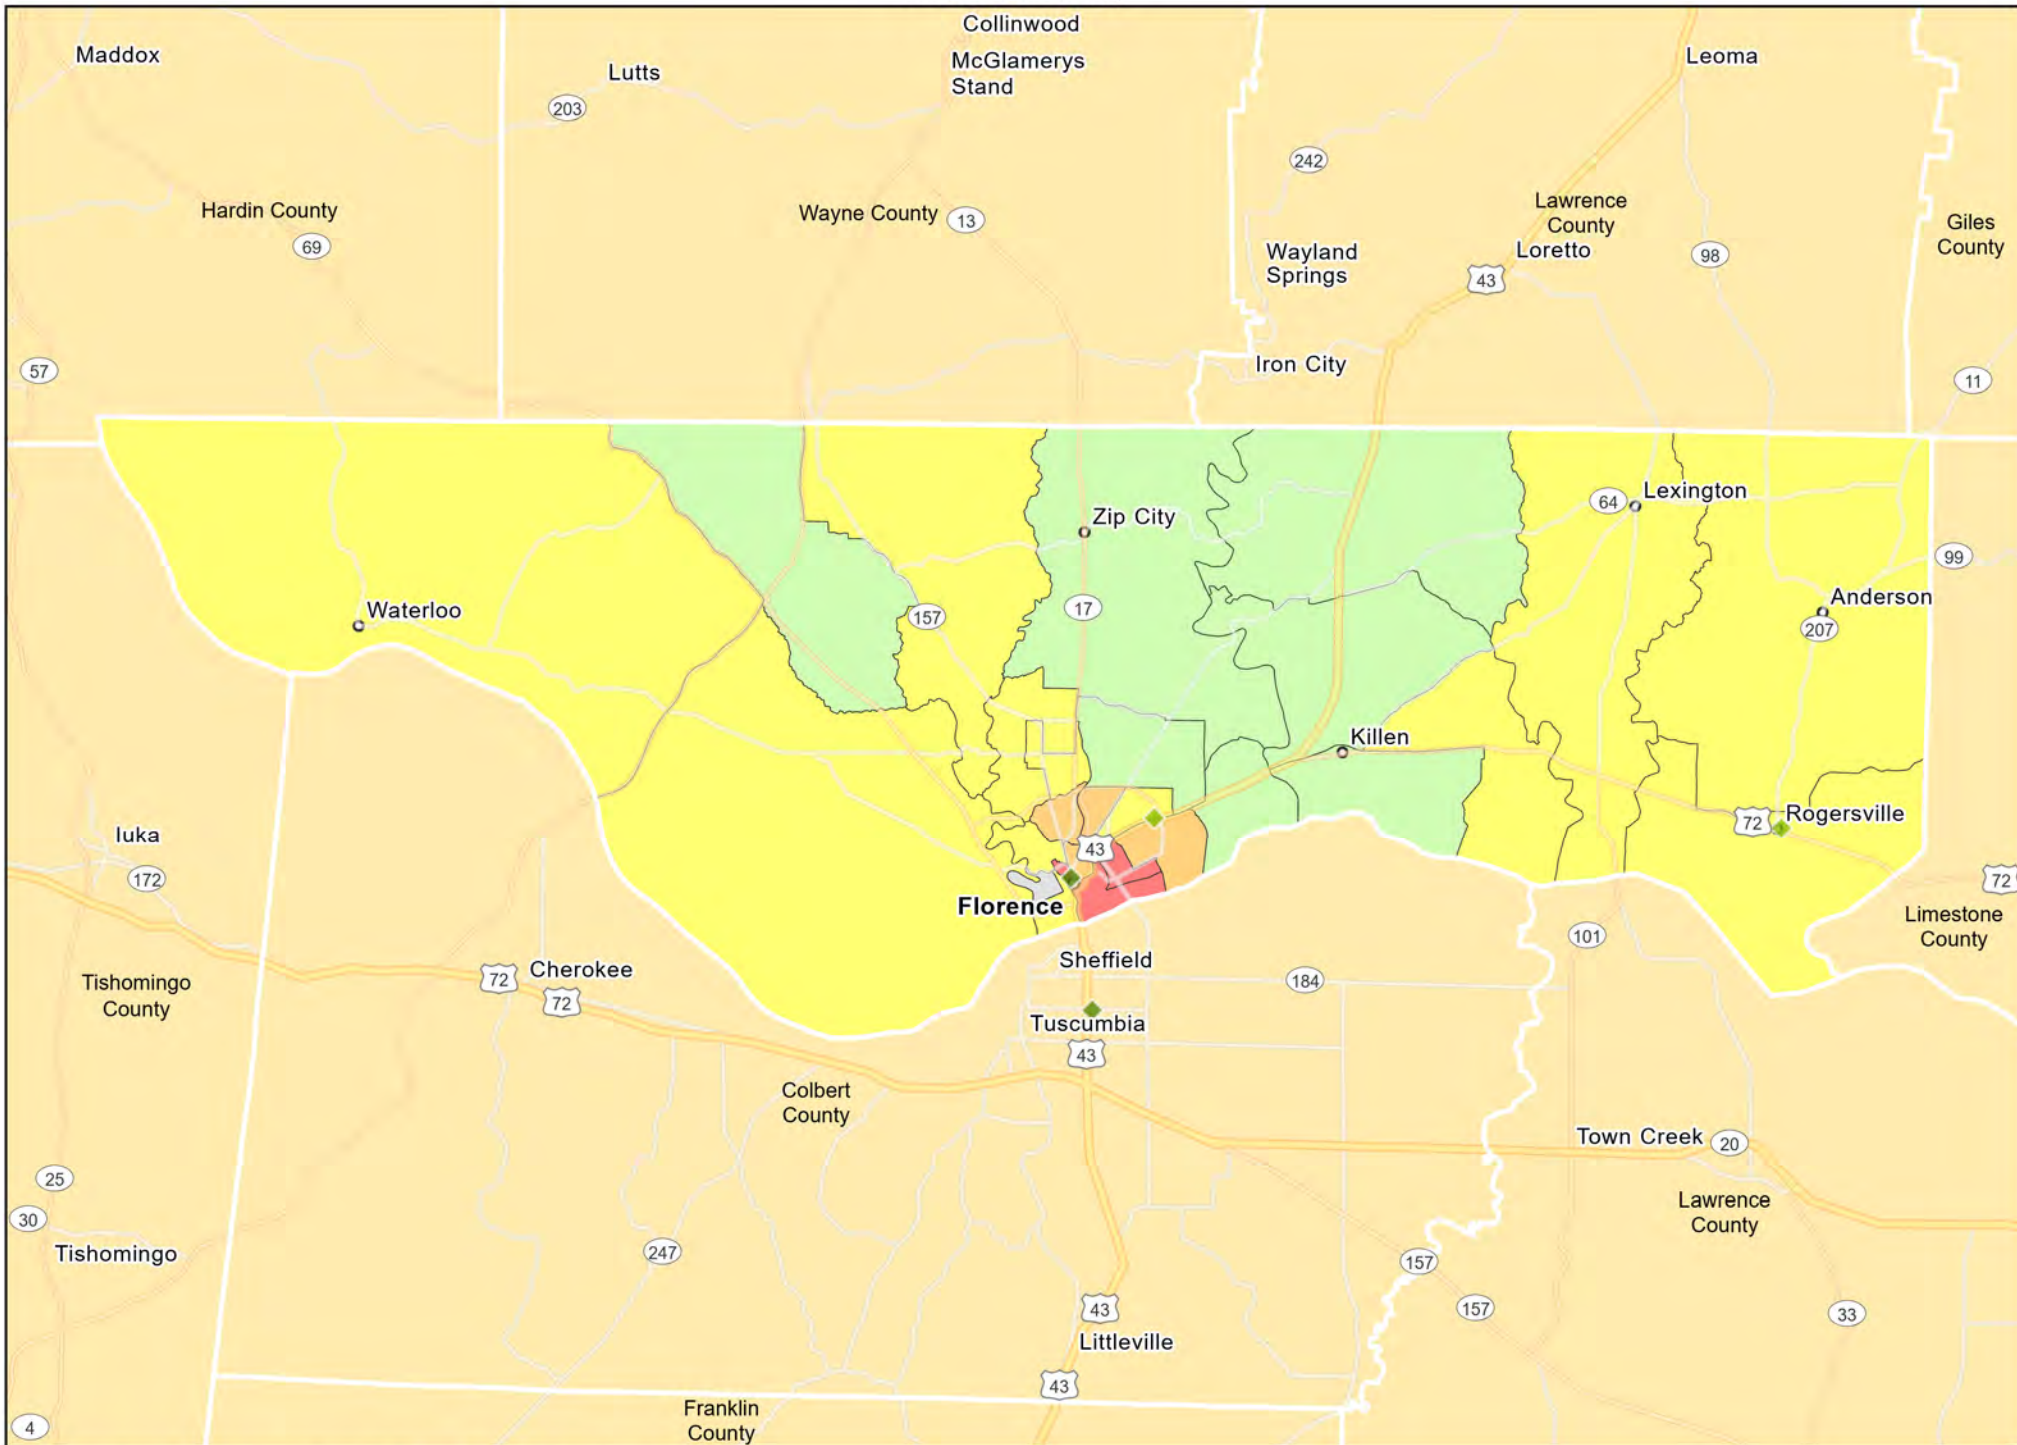 Collinwood
Maddox
McGlamerys
Stand
Leoma
Lutts
203
242
Hardin County
Wayne County
13
Lawrence
County
Giles
County
69
Wayland
Springs
Loretto
98
43
57
Iron City
11
Lexington
64
Zip City
99
Waterloo
157
17
Anderson
207
Killen
Iuka
72
Rogersville
43
172
72
Florence
Limestone
County
101
Sheffield
Cherokee
72
72
184
Tishomingo
County
Tuscumbia
43
Colbert
County
Town Creek
20
25
Lawrence
County
30
Tishomingo
247
157
157
43
33
Littleville
43
Franklin
County
4